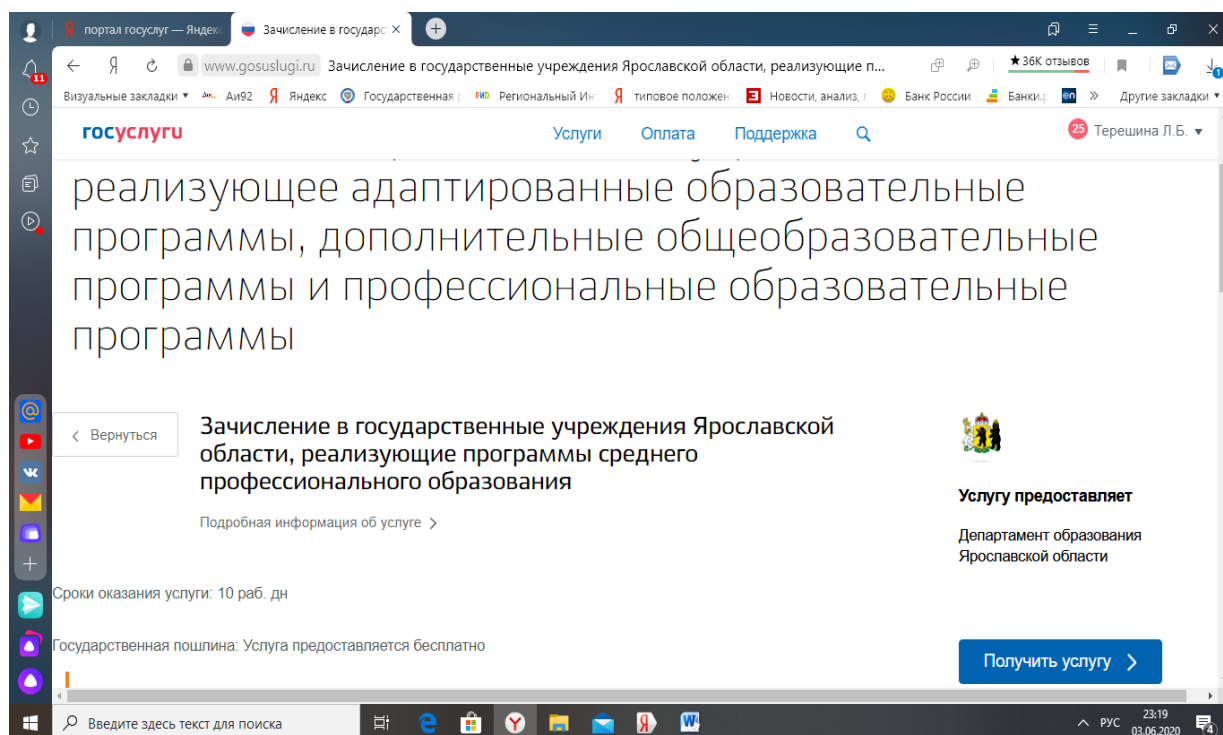 портал госуслуг — Яндекс
Зачисление в государс
11
www.gosuslugi.ru Зачисление в государственные учреждения Ярославской области, реализующие п...
★ 36К отзывов
Визуальные закладки ▾ Аи92 Яндекс Государственная Региональный типовое Новости, анализ, Банк России Банки. » Другие закладки ▾
госуслуги Услуги Оплата Поддержка 25 Терешина Л.Б. ▾
реализующее адаптированные образовательные
программы, дополнительные общеобразовательные
программы и профессиональные образовательные
программы
Вернуться
Зачисление в государственные учреждения Ярославской
области, реализующие программы среднего
профессионального образования
Подробная информация об услуге
Услугу предоставляет
Департамент образования
Ярославской области
Сроки оказания услуги: 10 раб. дн
Государственная пошлина: Услуга предоставляется бесплатно
Получить услугу
Введите здесь текст для поиска
РУС
23:19
03.06.2020